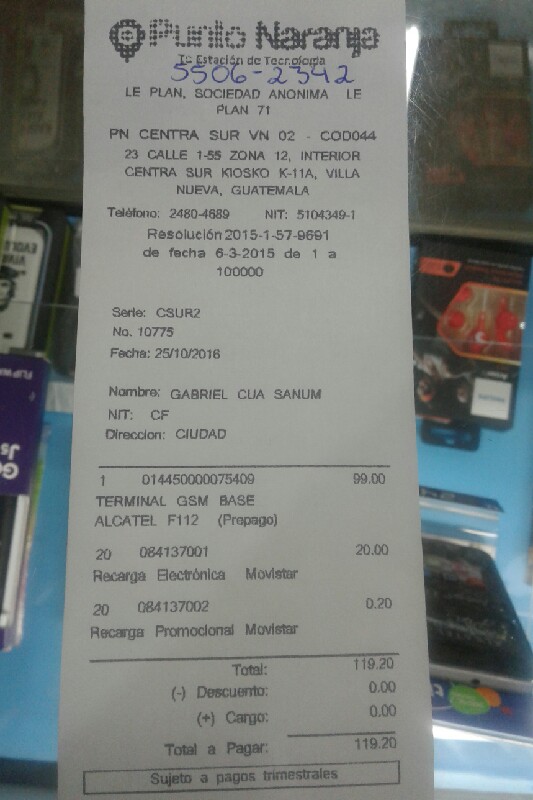 Punto Naranja
Tu Estación de Tecnología
5506-2342
LE PLAN, SOCIEDAD ANONIMA LE
PLAN 71
PN CENTRA SUR VN 02 - COD044
23 CALLE 1-55 ZONA 12, INTERIOR
CENTRA SUR KIOSKO K-11A, VILLA
NUEVA, GUATEMALA
Teléfono: 2480-4689 NIT: 5104349-1
Resolución 2015-1-57-9691
de fecha 6-3-2015 de 1 a
100000
Serie: CSUR2
No. 10775
Fecha: 25/10/2016
Nombre: GABRIEL CUA SANUM
NIT: CF
Direccion: CIUDAD
1 014450000075409 99.00
TERMINAL GSM BASE
ALCATEL F112 (Prepago)
20 084137001 20.00
Recarga Electrónica Movistar
20 084137002 0.20
Recarga Promocional Movistar
Total: 119.20
(-) Descuento: 0.00
(+) Cargo: 0.00
Total a Pagar: 119.20
Sujeto a pagos trimestrales